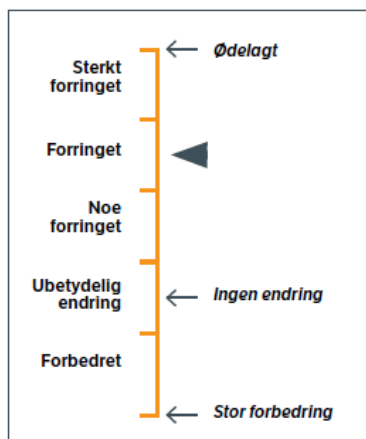 Ødelagt
Sterkt
forringet
Forringet
Noe
forringet
Ubetydelig
endring
Ingen endring
Forbedret
Stor forbedring